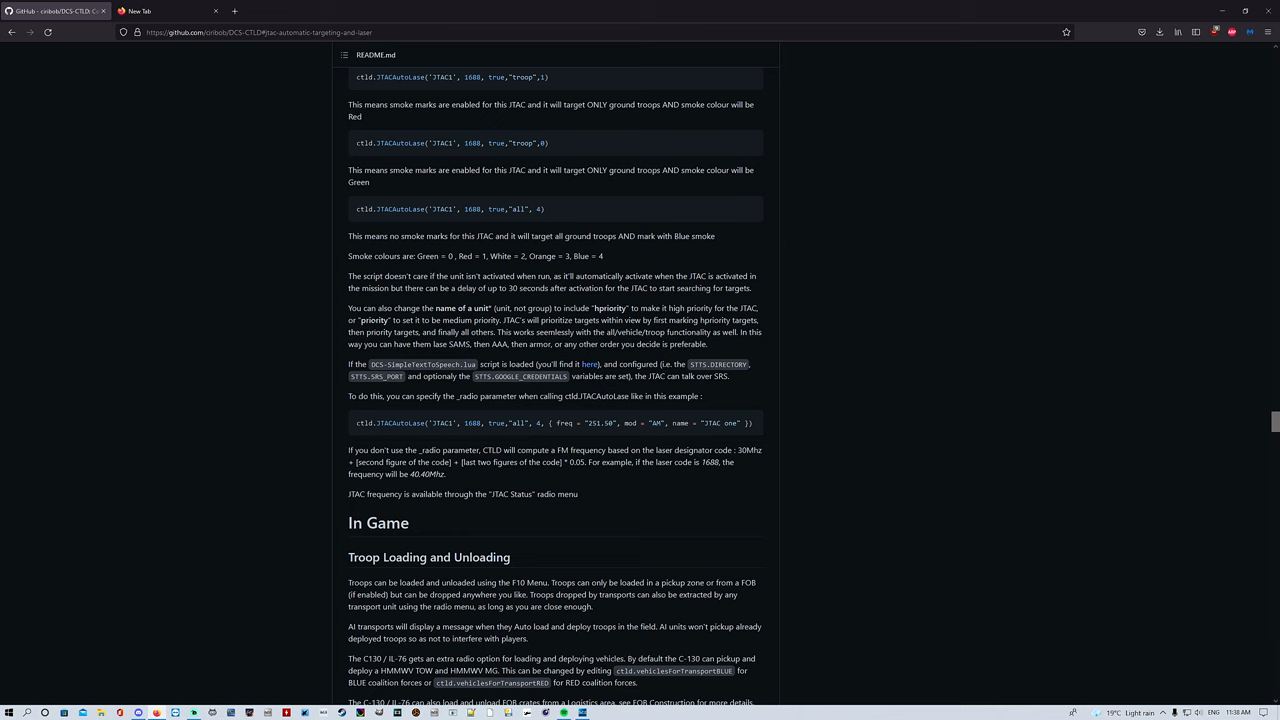 GitHub - ciribob/DCS-CTLD: Co
New Tab
https://github.com/ciribob/DCS-CTLD#jtac-automatic-targeting-and-laser
README.md
ctld.JTACAutoLase('JTAC1', 1688, true,"troop",1)
This means smoke marks are enabled for this JTAC and it will target ONLY ground troops AND smoke colour will be
Red
ctld.JTACAutoLase('JTAC1', 1688, true,"troop",0)
This means smoke marks are enabled for this JTAC and it will target ONLY ground troops AND smoke colour will be
Green
ctld.JTACAutoLase('JTAC1', 1688, true,"all", 4)
This means no smoke marks for this JTAC and it will target all ground troops AND mark with Blue smoke
Smoke colours are: Green = 0 , Red = 1, White = 2, Orange = 3, Blue = 4
The script doesn't care if the unit isn't activated when run, as it'll automatically activate when the JTAC is activated in
the mission but there can be a delay of up to 30 seconds after activation for the JTAC to start searching for targets.
You can also change the name of a unit* (unit, not group) to include "hpriority" to make it high priority for the JTAC,
or "priority" to set it to be medium priority. JTAC's will prioritize targets within view by first marking hpriority targets,
then priority targets, and finally all others. This works seemlessly with the all/vehicle/troop functionality as well. In this
way you can have them lase SAMS, then AAA, then armor, or any other order you decide is preferable.
If the DCS-SimpleTextToSpeech.lua script is loaded (you'll find it here), and configured (i.e. the STTS.DIRECTORY,
STTS.SRS_PORT and optionaly the STTS.GOOGLE_CREDENTIALS variables are set), the JTAC can talk over SRS.
To do this, you can specify the _radio parameter when calling ctld.JTACAutoLase like in this example :
ctld.JTACAutoLase('JTAC1', 1688, true,"all", 4, { freq = "251.50", mod = "AM", name = "JTAC one" })
If you don't use the _radio parameter, CTLD will compute a FM frequency based on the laser designator code : 30Mhz
+ [second figure of the code] + [last two figures of the code] * 0.05. For example, if the laser code is 1688, the
frequency will be 40.40Mhz.
JTAC frequency is available through the "JTAC Status" radio menu
In Game
Troop Loading and Unloading
Troops can be loaded and unloaded using the F10 Menu. Troops can only be loaded in a pickup zone or from a FOB
(if enabled) but can be dropped anywhere you like. Troops dropped by transports can also be extracted by any
transport unit using the radio menu, as long as you are close enough.
AI transports will display a message when they Auto load and deploy troops in the field. AI units won't pickup already
deployed troops so as not to interfere with players.
The C130 / IL-76 gets an extra radio option for loading and deploying vehicles. By default the C-130 can pickup and
deploy a HMMWV TOW and HMMWV MG. This can be changed by editing ctld.vehiclesForTransportBLUE for
BLUE coalition forces or ctld.vehiclesForTransportRED for RED coalition forces.
The C-130 / IL-76 can also load and unload FOB crates from a Logistics area, see FOB Construction for more details.
19°C Light rain
ENG
11:38 AM